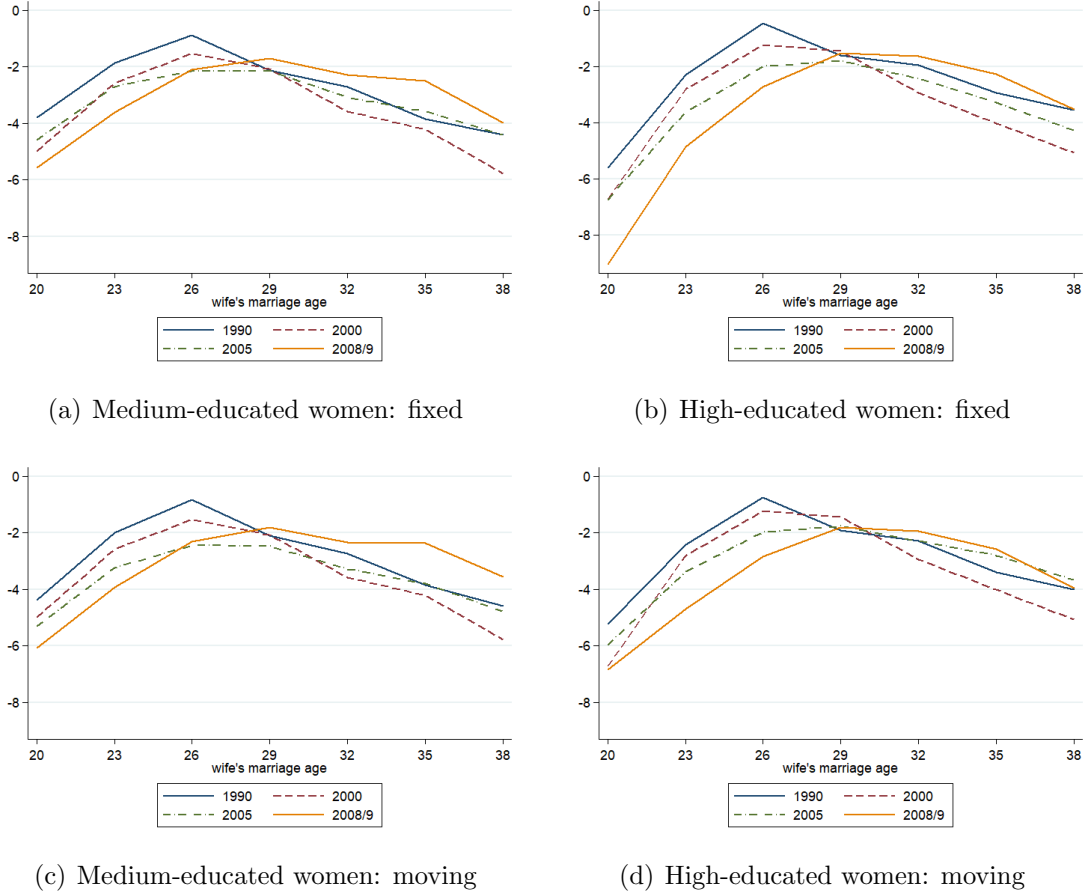 0
-2
-4
-6
-8
20 23 26 29 32 35 38
wife's marriage age
1990 2000
2005 2008/9
(a) Medium-educated women: fixed
0
-2
-4
-6
-8
20 23 26 29 32 35 38
wife's marriage age
1990 2000
2005 2008/9
(b) High-educated women: fixed
0
-2
-4
-6
-8
20 23 26 29 32 35 38
wife's marriage age
1990 2000
2005 2008/9
(c) Medium-educated women: moving
0
-2
-4
-6
-8
20 23 26 29 32 35 38
wife's marriage age
1990 2000
2005 2008/9
(d) High-educated women: moving